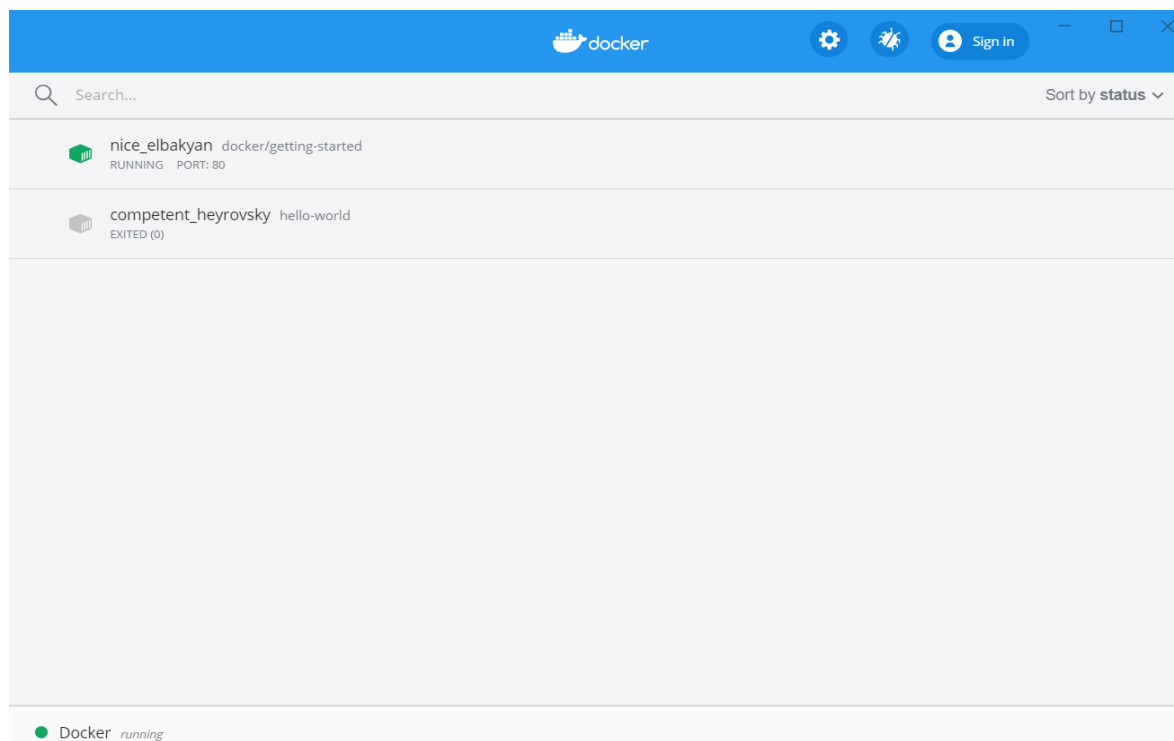 docker
Sign in
Search...
Sort by status
nice_elbakyan docker/getting-started
RUNNING PORT: 80
competent_heyrovsky hello-world
EXITED (0)
Docker running